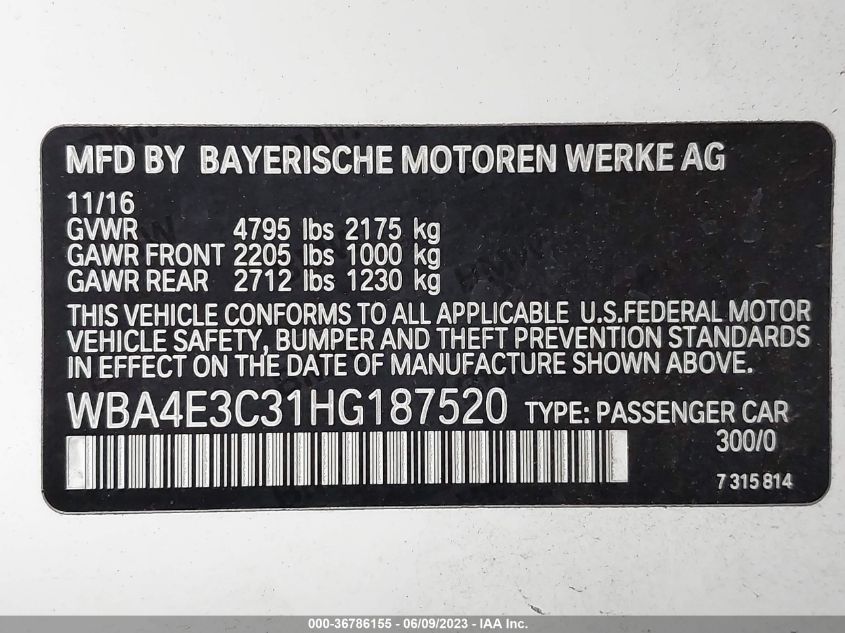 MFD BY BAYERISCHE MOTOREN WERKE AG
11/16
GVWR 4795 lbs 2175 kg
GAWR FRONT 2205 lbs 1000 kg
GAWR REAR 2712 lbs 1230 kg
THIS VEHICLE CONFORMS TO ALL APPLICABLE U.S.FEDERAL MOTOR
VEHICLE SAFETY, BUMPER AND THEFT PREVENTION STANDARDS
IN EFFECT ON THE DATE OF MANUFACTURE SHOWN ABOVE.
WBA4E3C31HG187520 TYPE: PASSENGER CAR
300/0
7 315 814
000-36786155 - 06/09/2023 - IAA Inc.